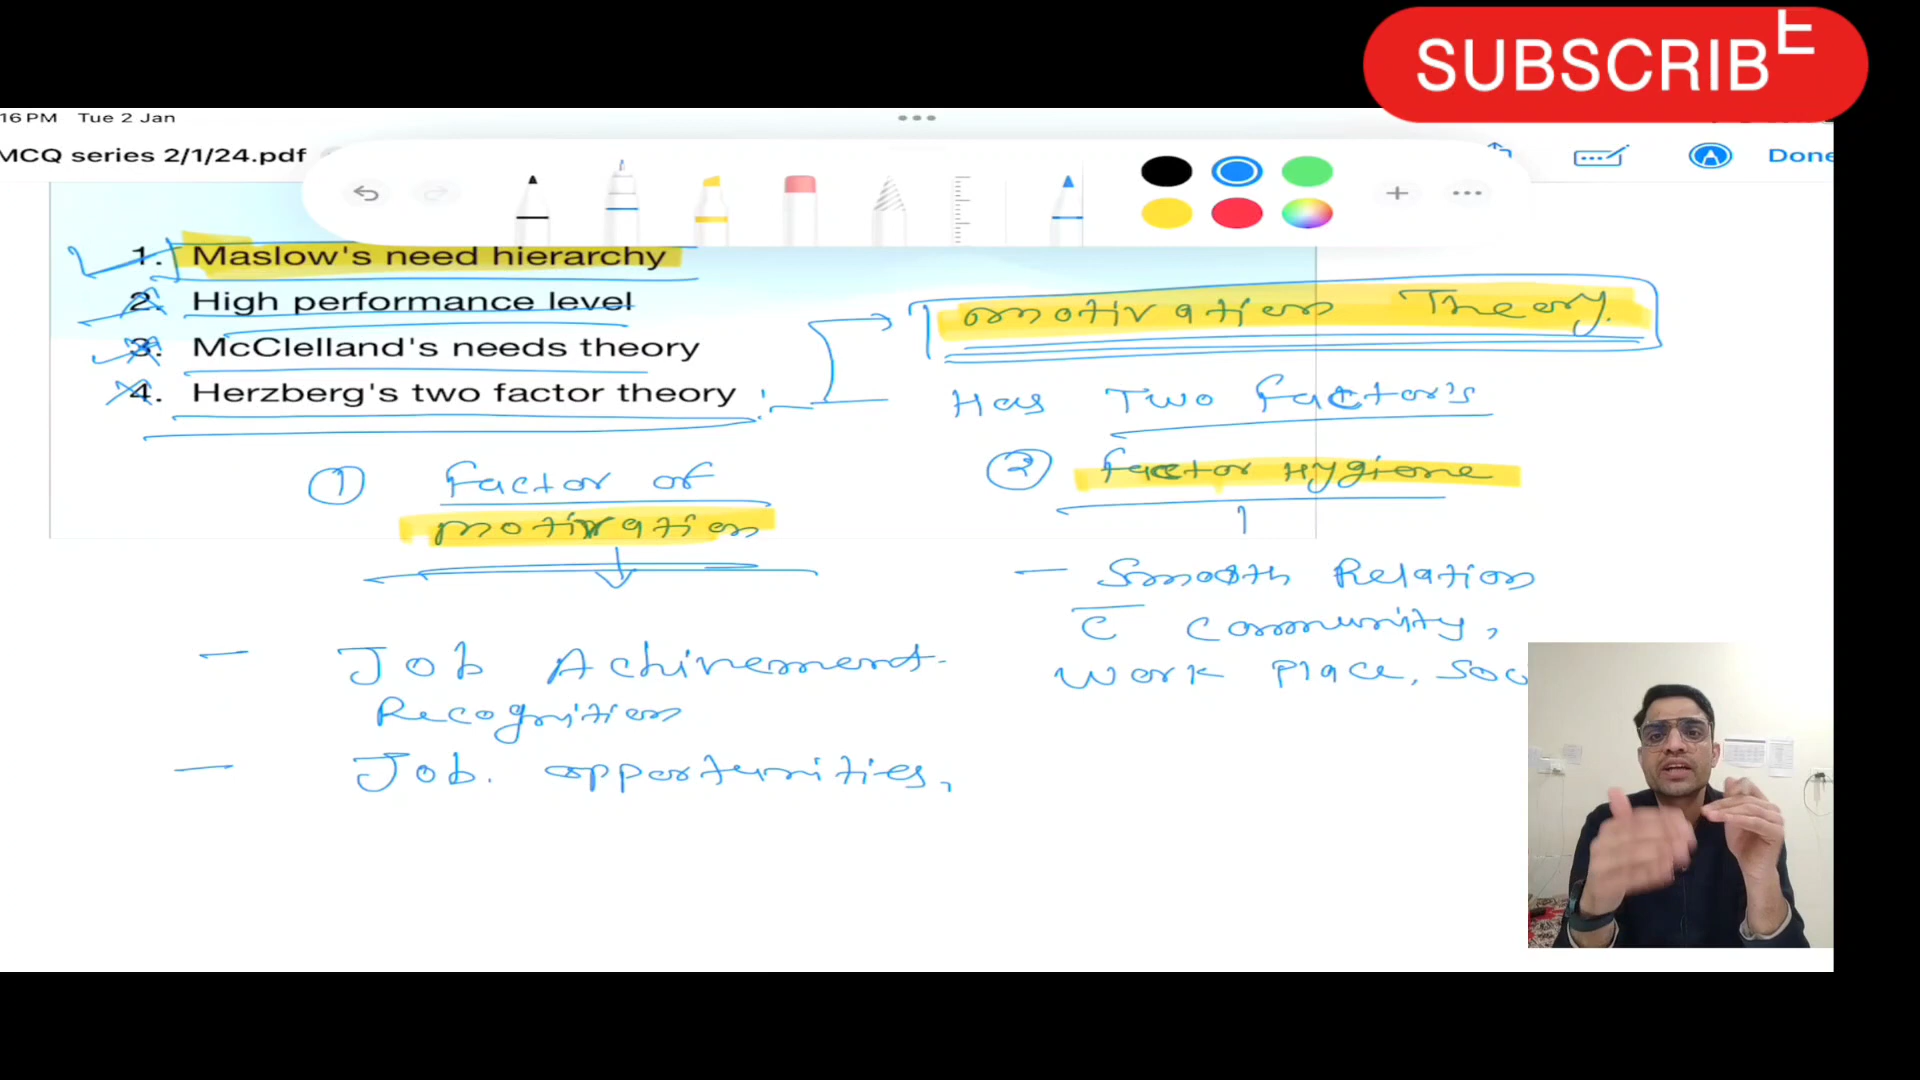 SUBSCRIBE
16 PM Tue 2 Jan
MCQ series 2/1/24.pdf
Done
1. Maslow's need hierarchy
2. High performance level
3. McClelland's needs theory
4. Herzberg's two factor theory
motivation Theory.
Has Two Factor's
① Factor of
motivation
② Factor Hygiene
- Smooth Relation
c̅ Community,
Work Place, Soc
- Job Achivement.
Recognition
- Job. opportunities,